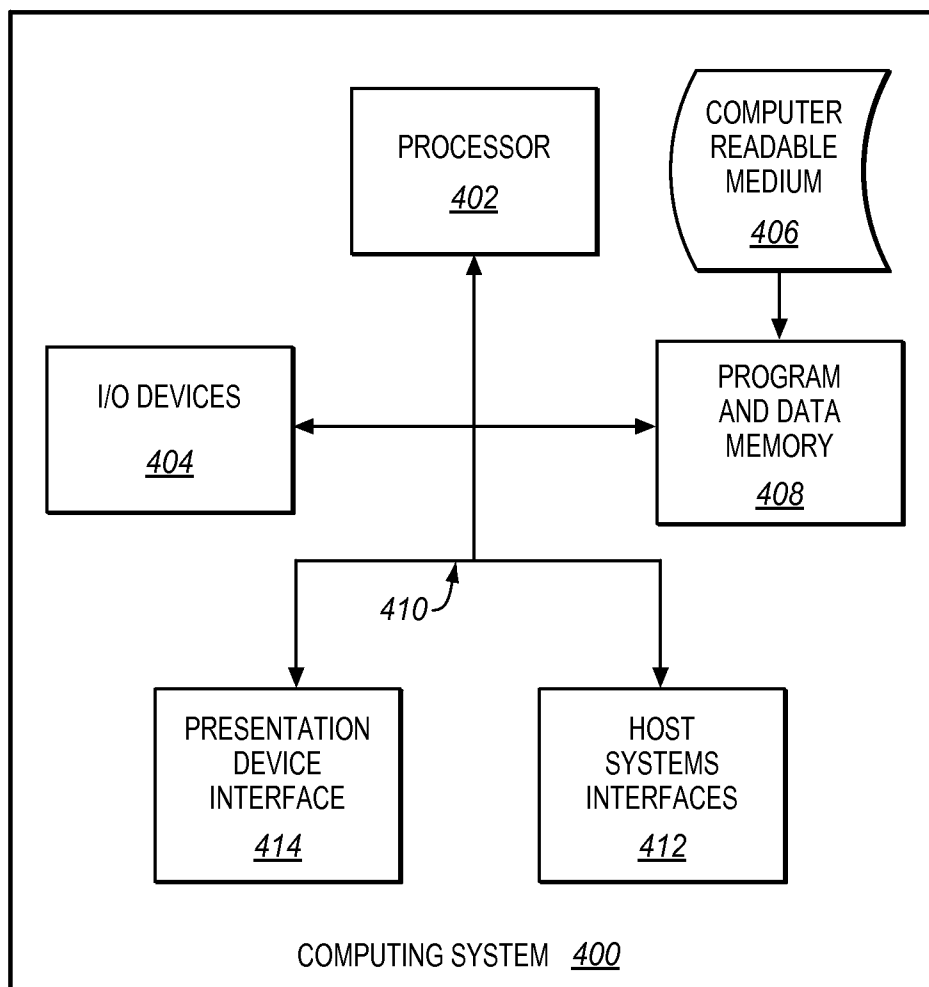 PROCESSOR
402
COMPUTER
READABLE
MEDIUM
406
I/O DEVICES
404
PROGRAM
AND DATA
MEMORY
408
410
PRESENTATION
DEVICE
INTERFACE
414
HOST
SYSTEMS
INTERFACES
412
COMPUTING SYSTEM 400